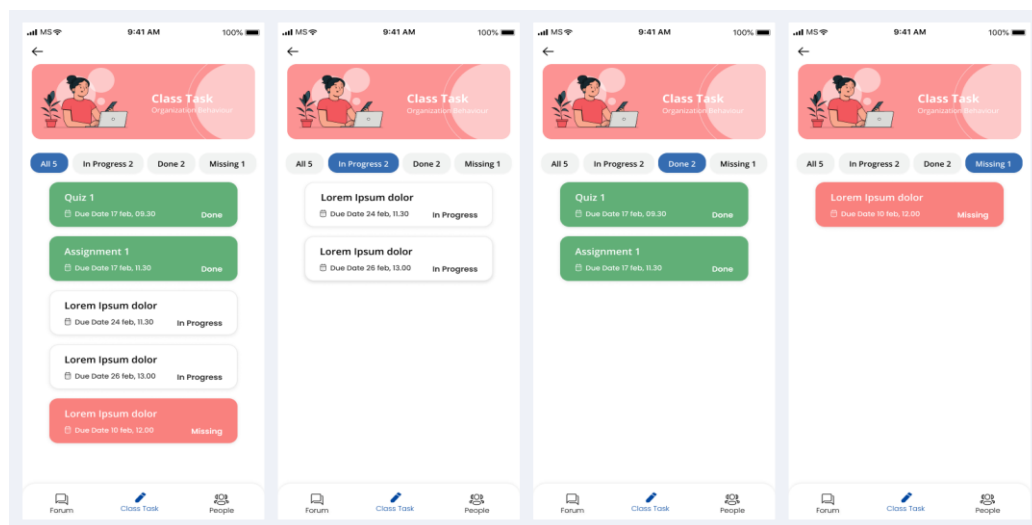 MS 9:41 AM 100%
Class Task
Organization Behaviour
All 5 In Progress 2 Done 2 Missing 1
Quiz 1
Due Date 17 feb, 09.30 Done
Assignment 1
Due Date 17 feb, 11.30 Done
Lorem Ipsum dolor
Due Date 24 feb, 11.30 In Progress
Lorem Ipsum dolor
Due Date 26 feb, 13.00 In Progress
Lorem Ipsum dolor
Due Date 10 feb, 12.00 Missing
Forum Class Task People
MS 9:41 AM 100%
Class Task
Organization Behaviour
All 5 In Progress 2 Done 2 Missing 1
Lorem Ipsum dolor
Due Date 24 feb, 11.30 In Progress
Lorem Ipsum dolor
Due Date 26 feb, 13.00 In Progress
Forum Class Task People
MS 9:41 AM 100%
Class Task
Organization Behaviour
All 5 In Progress 2 Done 2 Missing 1
Quiz 1
Due Date 17 feb, 09.30 Done
Assignment 1
Due Date 17 feb, 11.30 Done
Forum Class Task People
MS 9:41 AM 100%
Class Task
Organization Behaviour
All 5 In Progress 2 Done 2 Missing 1
Lorem Ipsum dolor
Due Date 10 feb, 12.00 Missing
Forum Class Task People